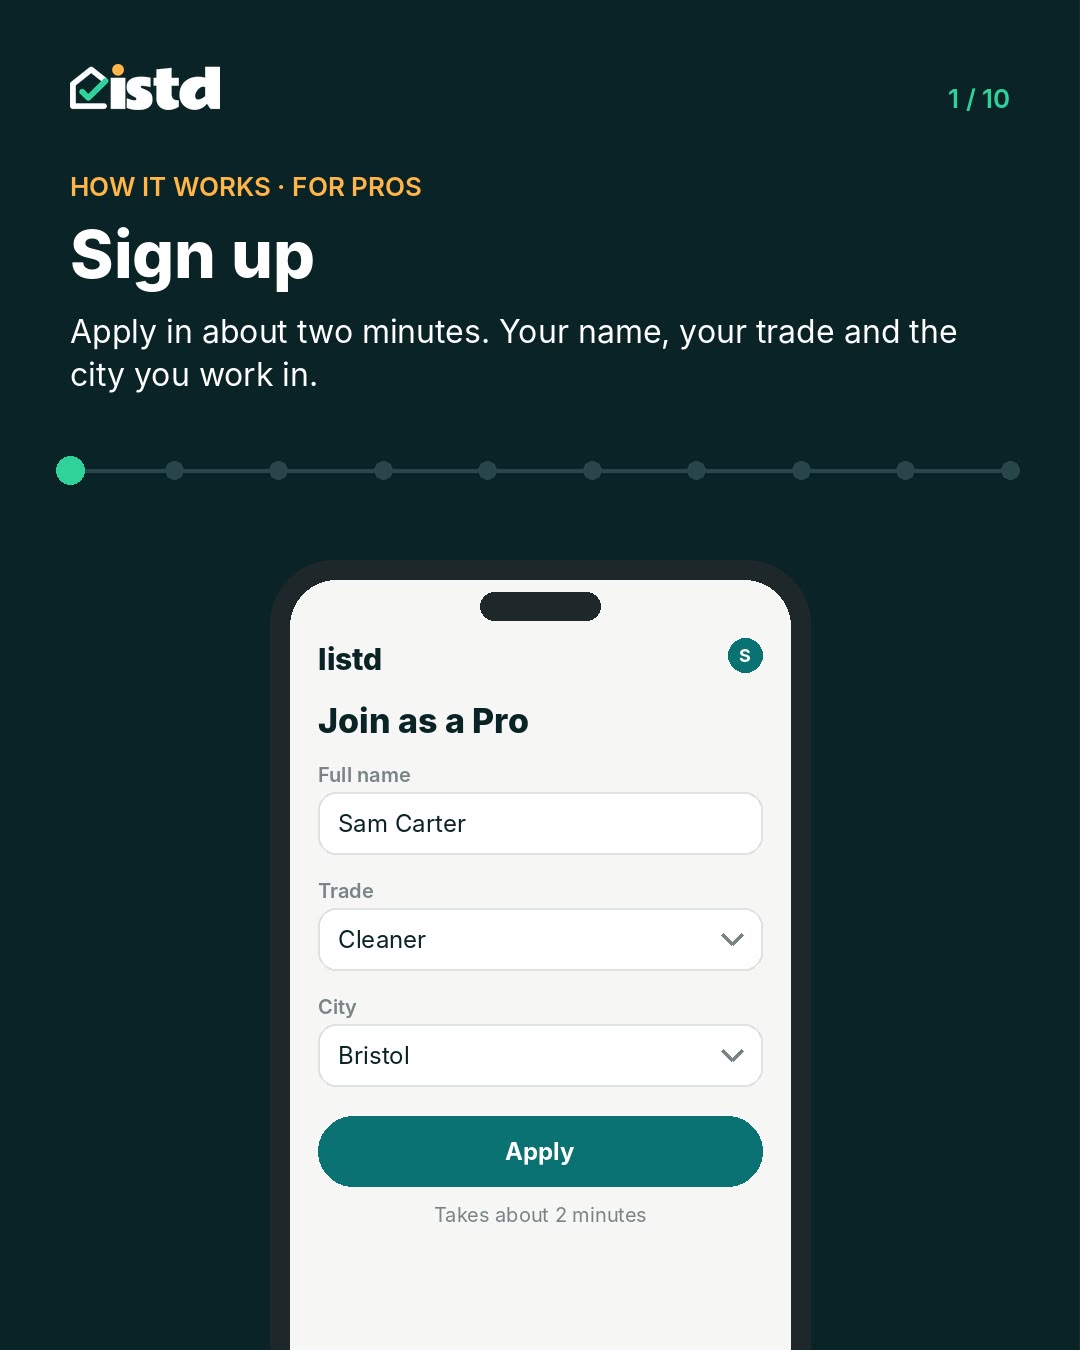 listd
1 / 10
HOW IT WORKS · FOR PROS
Sign up
Apply in about two minutes. Your name, your trade and the
city you work in.
listd
S
Join as a Pro
Full name
Sam Carter
Trade
Cleaner
City
Bristol
Apply
Takes about 2 minutes